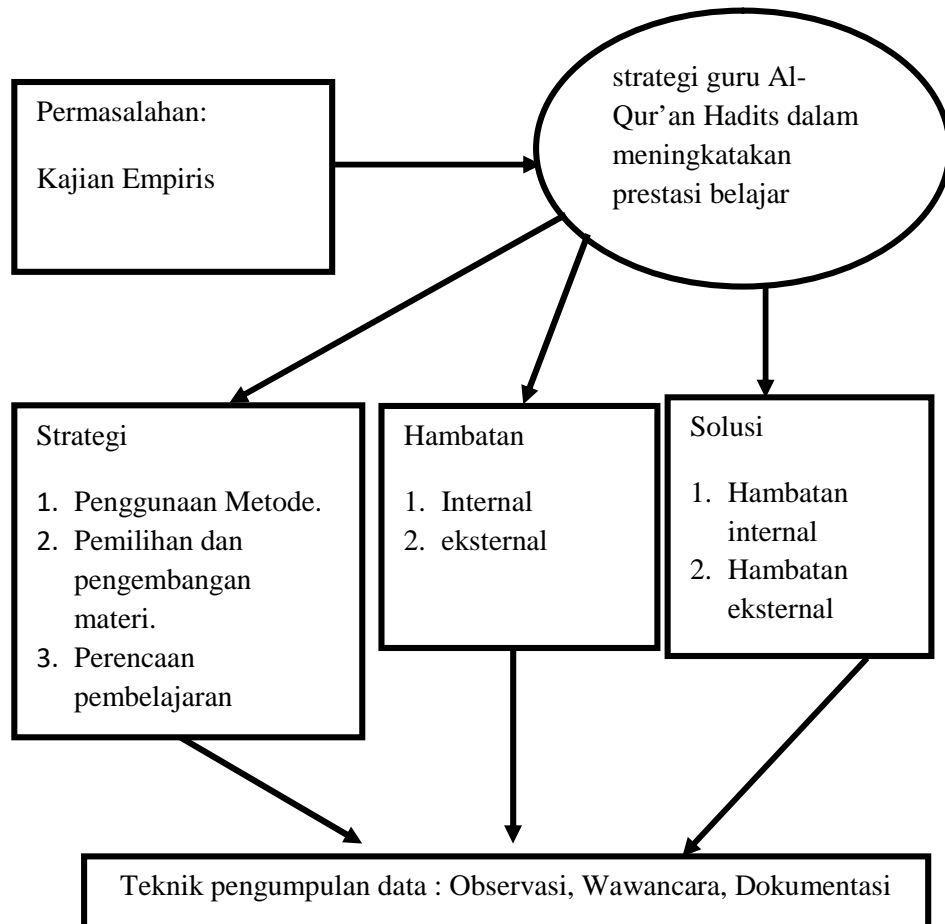 Permasalahan:
Kajian Empiris
strategi guru Al-
Qur’an Hadits dalam
meningkatakan
prestasi belajar
Strategi
1. Penggunaan Metode.
2. Pemilihan dan
pengembangan
materi.
3. Perencaan
pembelajaran
Hambatan
1. Internal
2. eksternal
Solusi
1. Hambatan
internal
2. Hambatan
eksternal
Teknik pengumpulan data : Observasi, Wawancara, Dokumentasi